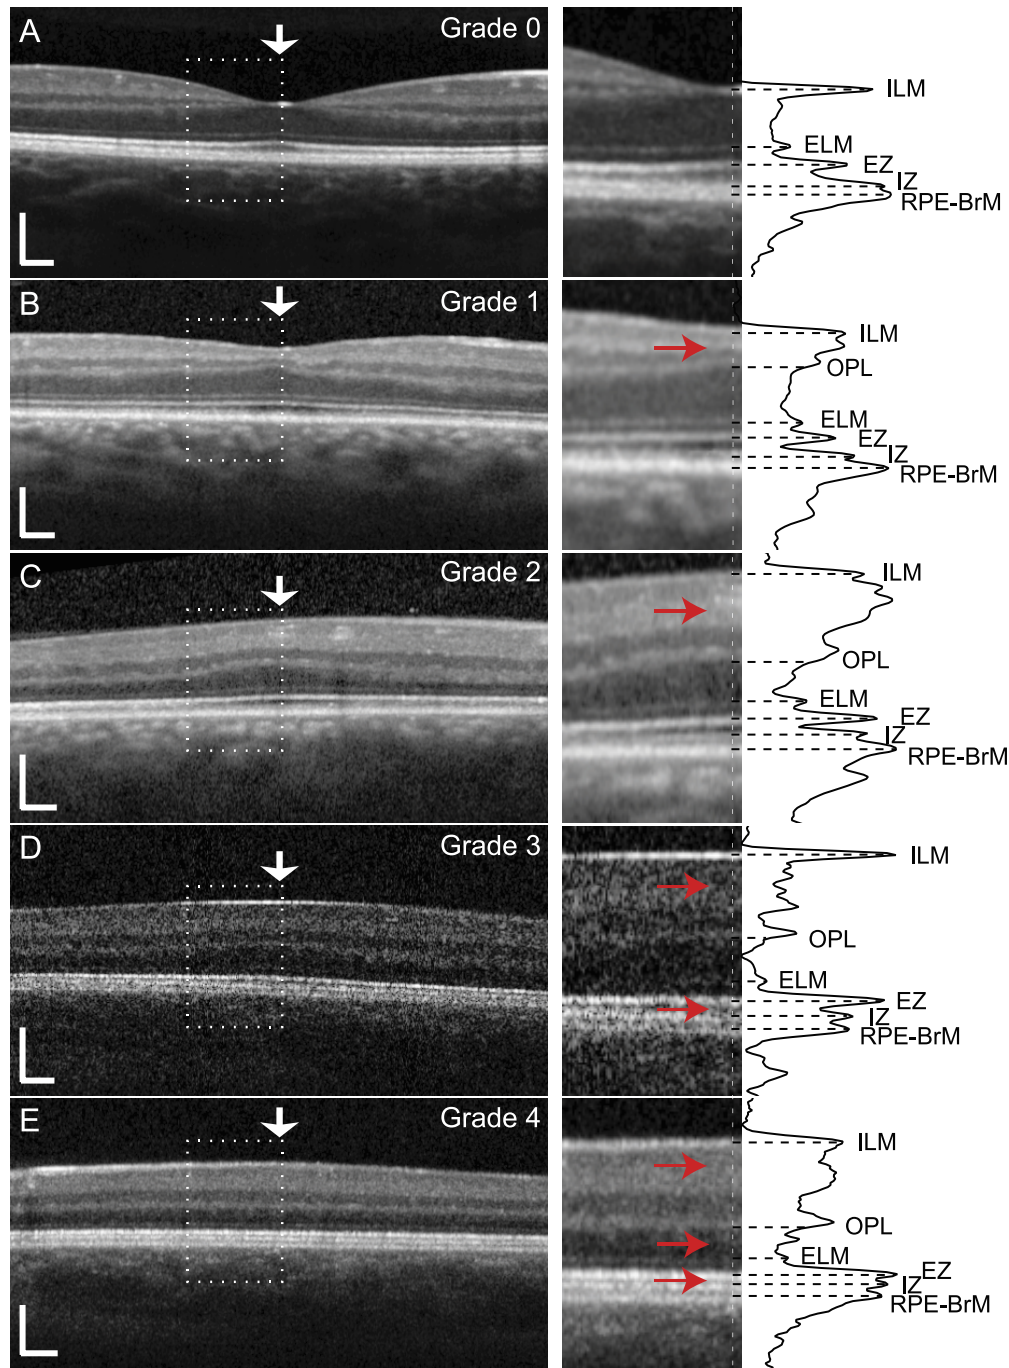 A Grade 0
ILM
ELM
EZ
IZ
RPE-BrM
B Grade 1
ILM
OPL
ELM
EZ
IZ
RPE-BrM
C Grade 2
ILM
OPL
ELM
EZ
IZ
RPE-BrM
D Grade 3
ILM
OPL
ELM
EZ
IZ
RPE-BrM
E Grade 4
ILM
OPL
ELM
EZ
IZ
RPE-BrM